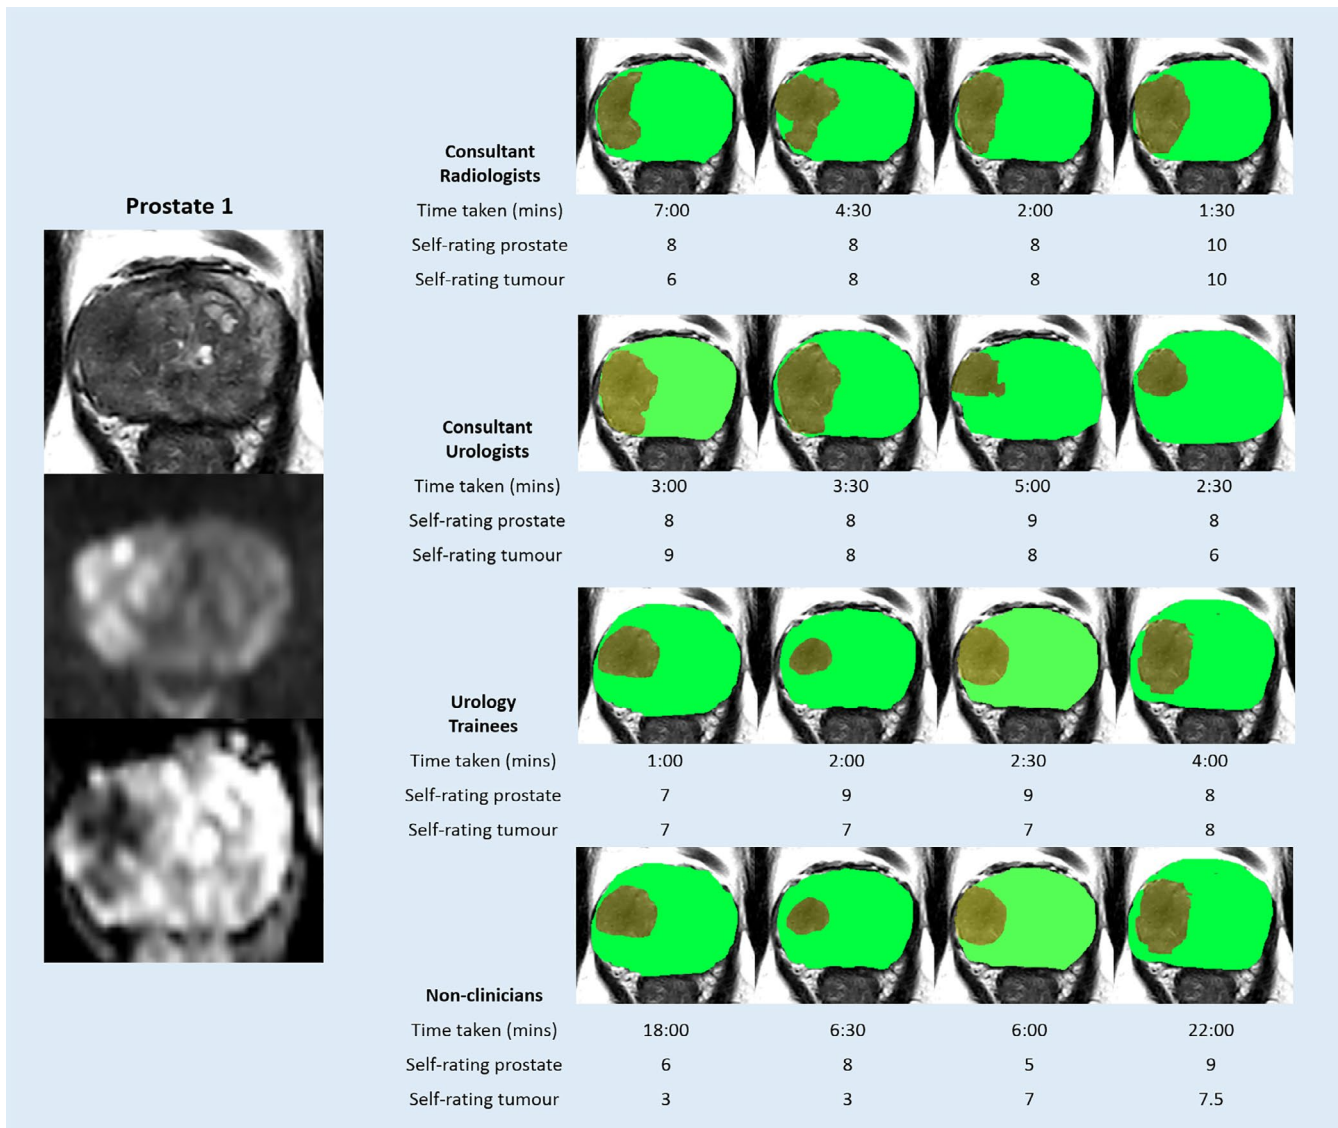 Prostate 1
Consultant
Radiologists
Time taken (mins) 7:00 4:30 2:00 1:30
Self-rating prostate 8 8 8 10
Self-rating tumour 6 8 8 10
Consultant
Urologists
Time taken (mins) 3:00 3:30 5:00 2:30
Self-rating prostate 8 8 9 8
Self-rating tumour 9 8 8 6
Urology
Trainees
Time taken (mins) 1:00 2:00 2:30 4:00
Self-rating prostate 7 9 9 8
Self-rating tumour 7 7 7 8
Non-clinicians
Time taken (mins) 18:00 6:30 6:00 22:00
Self-rating prostate 6 8 5 9
Self-rating tumour 3 3 7 7.5